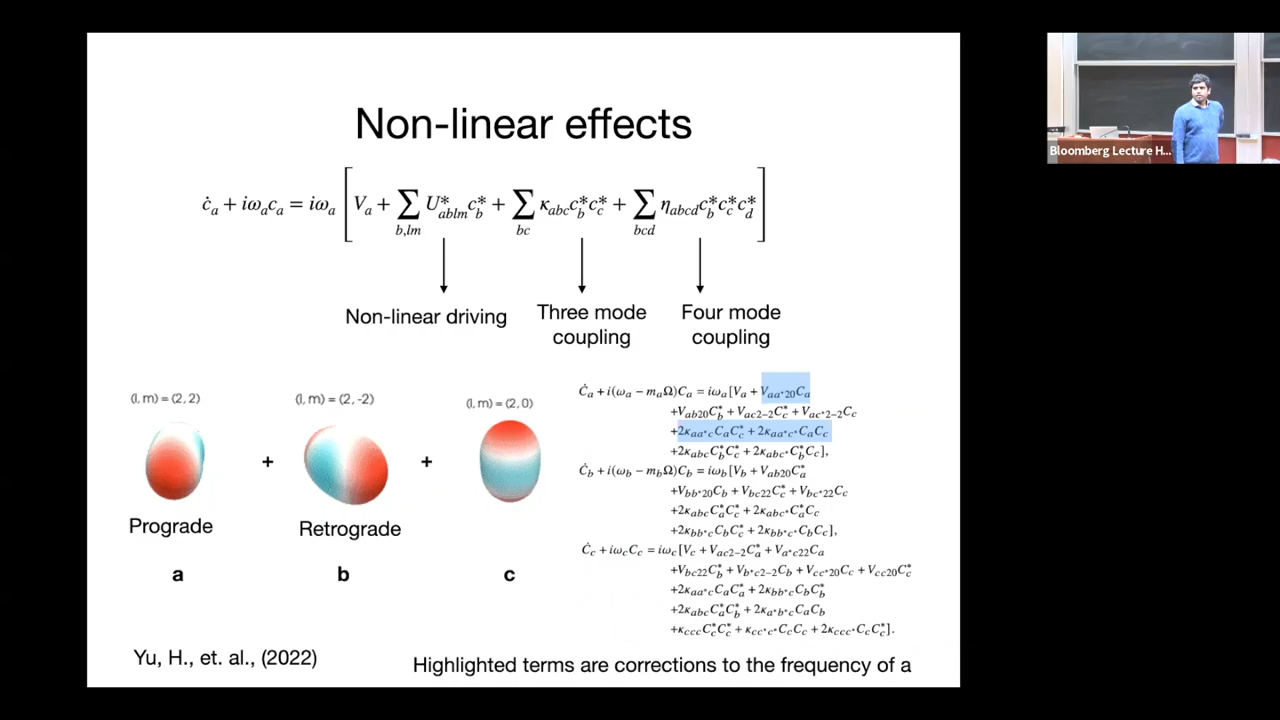 Non-linear effects
ċₐ + iωₐcₐ = iωₐ [ Vₐ + ∑_{b,lm} U*_{ablm} c*_b + ∑_{bc} κ_{abc} c*_b c*_c + ∑_{bcd} η_{abcd} c*_b c*_c c*_d ]
Non-linear driving
Three mode
coupling
Four mode
coupling
(l, m) = (2, 2)
(l, m) = (2, -2)
(l, m) = (2, 0)
+
+
Prograde
Retrograde
a
b
c
Ċ_a + i(ω_a − m_aΩ)C_a = iω_a[V_a + V_{aa*20}C_a
+V_{ab20}C*_b + V_{ac2−2}C*_c + V_{ac*2−2}C_c
+2κ_{aa*c}C_aC*_c + 2κ_{aa*c*}C_aC_c
+2κ_{abc}C*_bC*_c + 2κ_{abc*}C*_bC_c],
Ċ_b + i(ω_b − m_bΩ)C_b = iω_b[V_b + V_{ab20}C*_a
+V_{bb*20}C_b + V_{bc22}C*_c + V_{bc*22}C_c
+2κ_{abc}C*_aC*_c + 2κ_{abc*}C*_aC_c
+2κ_{bb*c}C_bC*_c + 2κ_{bb*c*}C_bC_c],
Ċ_c + iω_cC_c = iω_c[V_c + V_{ac2−2}C*_a + V_{a*c22}C_a
+V_{bc22}C*_b + V_{b*c2−2}C_b + V_{cc*20}C_c + V_{cc20}C*_c
+2κ_{aa*c}C_aC*_a + 2κ_{bb*c}C_bC*_b
+2κ_{abc}C*_aC*_b + 2κ_{a*b*c}C_aC_b
+κ_{ccc}C*_cC*_c + κ_{cc*c*}C_cC_c + 2κ_{ccc*}C_cC*_c].
Yu, H., et. al., (2022)
Highlighted terms are corrections to the frequency of a
Bloomberg Lecture H...